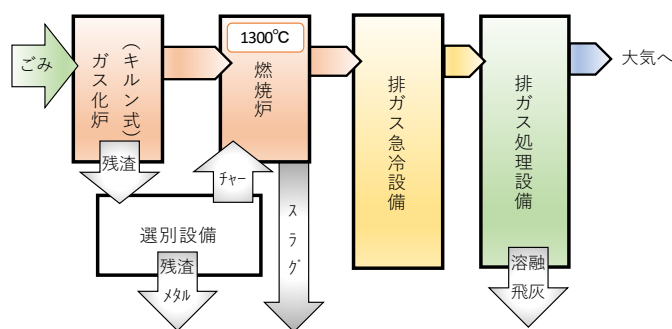 ごみ
ガス化炉
（キルン式）
1300℃
燃焼炉
排ガス急冷設備
排ガス処理設備
大気へ
残渣
ﾁｬｰ
選別設備
残渣
ﾒﾀﾙ
ｽﾗｸﾞ
溶融
飛灰